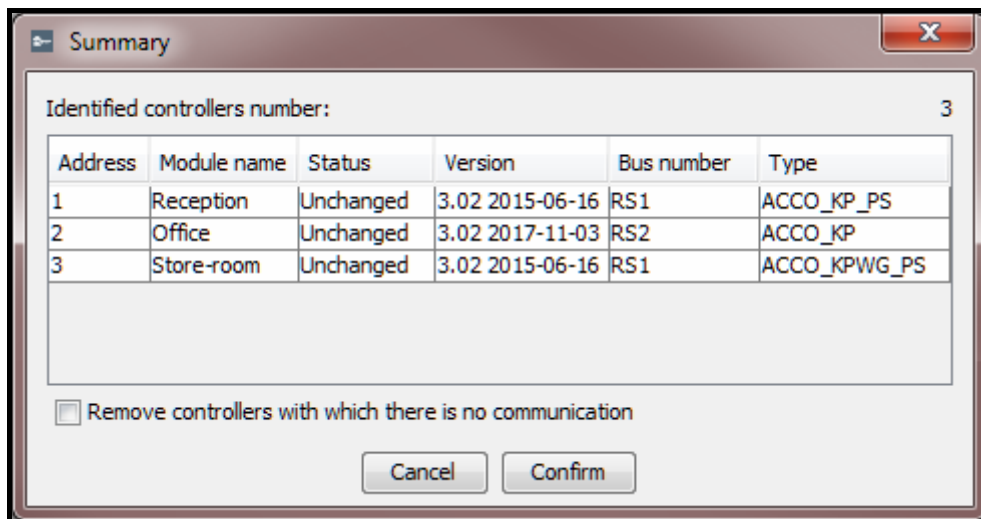 Summary
Identified controllers number: 3
Address Module name Status Version Bus number Type
1 Reception Unchanged 3.02 2015-06-16 RS1 ACCO_KP_PS
2 Office Unchanged 3.02 2017-11-03 RS2 ACCO_KP
3 Store-room Unchanged 3.02 2015-06-16 RS1 ACCO_KPWG_PS
Remove controllers with which there is no communication
Cancel Confirm